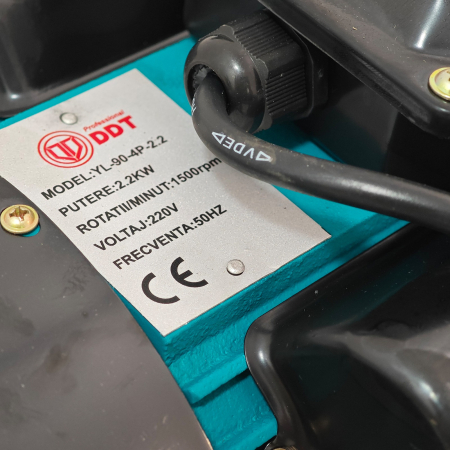 Professional
DDT
MODEL:YL-90-4P-2.2
PUTERE:2.2KW
ROTATII/MINUT:1500rpm
VOLTAJ:220V
FRECVENTA:50HZ
CE
VDE